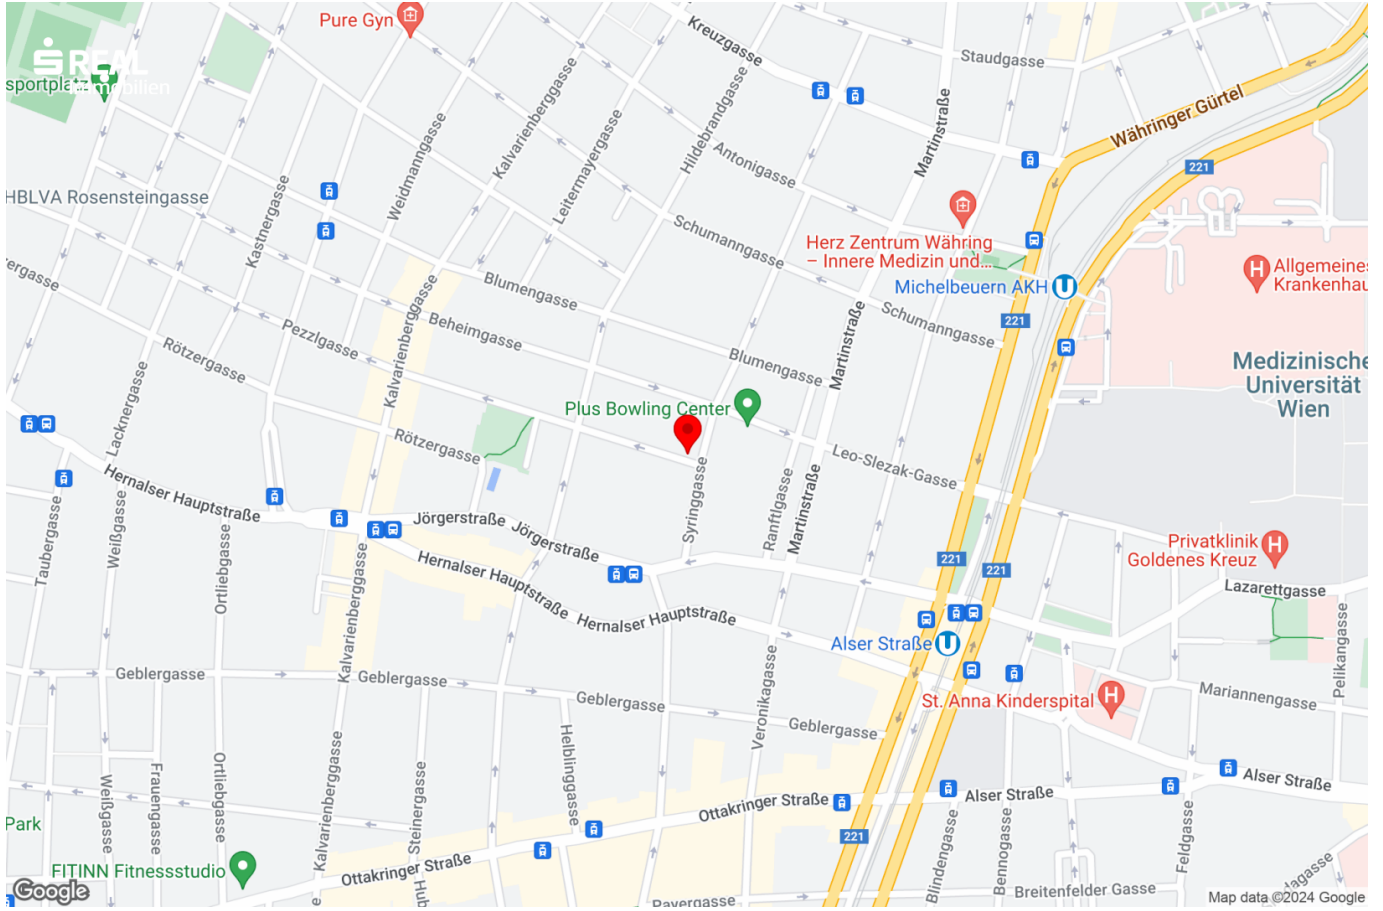 Pure Gyn
Kreuzgasse
Staudgasse
S REAL
Immobilien
sportplatz
Kalvarienberggasse
Hildebrandgasse
Martinstraße
Währinger Gürtel
Weidmanngasse
Leitermayergasse
Antonigasse
221
HBLVA Rosensteingasse
Kastnergasse
Schumanngasse
Herz Zentrum Währing
– Innere Medizin und...
Michelbeuern AKH
Allgemeines
Krankenhau
Blumengasse
Kalvarienberggasse
Pezzlgasse
Beheimgasse
Martinstraße
Schumanngasse
221
Rötzergasse
Blumengasse
Medizinische
Universität
Wien
Lacknergasse
Plus Bowling Center
Rötzergasse
Leo-Slezak-Gasse
Syringgasse
Ranftlgasse
Martinstraße
Hernalser Hauptstraße
Jörgerstraße
Jörgerstraße
Taubergasse
Weißgasse
Ortliebgasse
Hernalser Hauptstraße
Hernalser Hauptstraße
Privatklinik
Goldenes Kreuz
221
221
Lazarettgasse
Kalvarienberggasse
Alser Straße
Pelikangasse
Geblergasse
Geblergasse
Geblergasse
Geblergasse
Veronikagasse
St. Anna Kinderspital
Mariannengasse
Helblinggasse
Weißgasse
Frauengasse
Ortliebgasse
Kalvarienberggasse
Steinergasse
Ottakringer Straße
Alser Straße
Alser Straße
Park
221
FITINN Fitnessstudio
Ottakringer Straße
Blindengasse
Bennogasse
Feldgasse
Breitenfelder Gasse
Google
Payergasse
Map data ©2024 Google